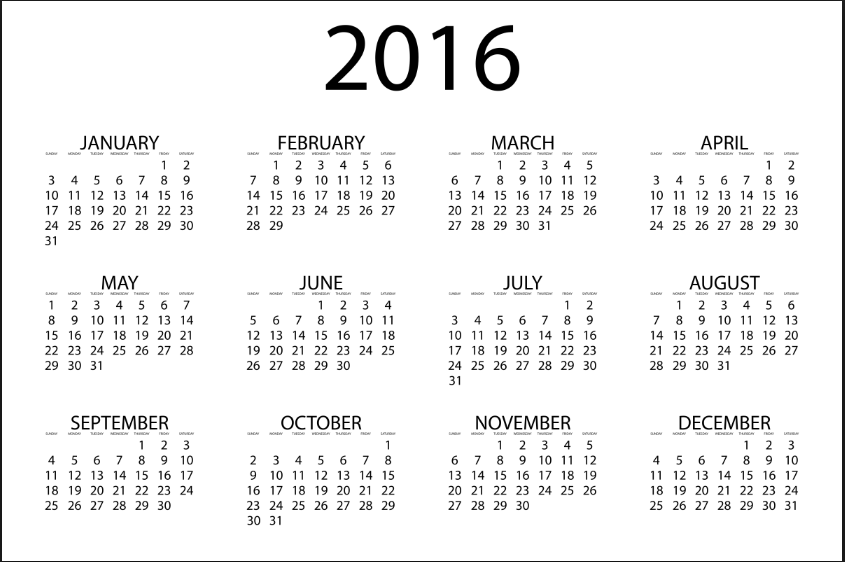 2016
JANUARY
SUNDAY MONDAY TUESDAY WEDNESDAY THURSDAY FRIDAY SATURDAY
1 2
3 4 5 6 7 8 9
10 11 12 13 14 15 16
17 18 19 20 21 22 23
24 25 26 27 28 29 30
31
FEBRUARY
SUNDAY MONDAY TUESDAY WEDNESDAY THURSDAY FRIDAY SATURDAY
1 2 3 4 5 6
7 8 9 10 11 12 13
14 15 16 17 18 19 20
21 22 23 24 25 26 27
28 29
MARCH
SUNDAY MONDAY TUESDAY WEDNESDAY THURSDAY FRIDAY SATURDAY
1 2 3 4 5
6 7 8 9 10 11 12
13 14 15 16 17 18 19
20 21 22 23 24 25 26
27 28 29 30 31
APRIL
SUNDAY MONDAY TUESDAY WEDNESDAY THURSDAY FRIDAY SATURDAY
1 2
3 4 5 6 7 8 9
10 11 12 13 14 15 16
17 18 19 20 21 22 23
24 25 26 27 28 29 30
MAY
SUNDAY MONDAY TUESDAY WEDNESDAY THURSDAY FRIDAY SATURDAY
1 2 3 4 5 6 7
8 9 10 11 12 13 14
15 16 17 18 19 20 21
22 23 24 25 26 27 28
29 30 31
JUNE
SUNDAY MONDAY TUESDAY WEDNESDAY THURSDAY FRIDAY SATURDAY
1 2 3 4
5 6 7 8 9 10 11
12 13 14 15 16 17 18
19 20 21 22 23 24 25
26 27 28 29 30
JULY
SUNDAY MONDAY TUESDAY WEDNESDAY THURSDAY FRIDAY SATURDAY
1 2
3 4 5 6 7 8 9
10 11 12 13 14 15 16
17 18 19 20 21 22 23
24 25 26 27 28 29 30
31
AUGUST
SUNDAY MONDAY TUESDAY WEDNESDAY THURSDAY FRIDAY SATURDAY
1 2 3 4 5 6
7 8 9 10 11 12 13
14 15 16 17 18 19 20
21 22 23 24 25 26 27
28 29 30 31
SEPTEMBER
SUNDAY MONDAY TUESDAY WEDNESDAY THURSDAY FRIDAY SATURDAY
1 2 3
4 5 6 7 8 9 10
11 12 13 14 15 16 17
18 19 20 21 22 23 24
25 26 27 28 29 30
OCTOBER
SUNDAY MONDAY TUESDAY WEDNESDAY THURSDAY FRIDAY SATURDAY
1
2 3 4 5 6 7 8
9 10 11 12 13 14 15
16 17 18 19 20 21 22
23 24 25 26 27 28 29
30 31
NOVEMBER
SUNDAY MONDAY TUESDAY WEDNESDAY THURSDAY FRIDAY SATURDAY
1 2 3 4 5
6 7 8 9 10 11 12
13 14 15 16 17 18 19
20 21 22 23 24 25 26
27 28 29 30
DECEMBER
SUNDAY MONDAY TUESDAY WEDNESDAY THURSDAY FRIDAY SATURDAY
1 2 3
4 5 6 7 8 9 10
11 12 13 14 15 16 17
18 19 20 21 22 23 24
25 26 27 28 29 30 31